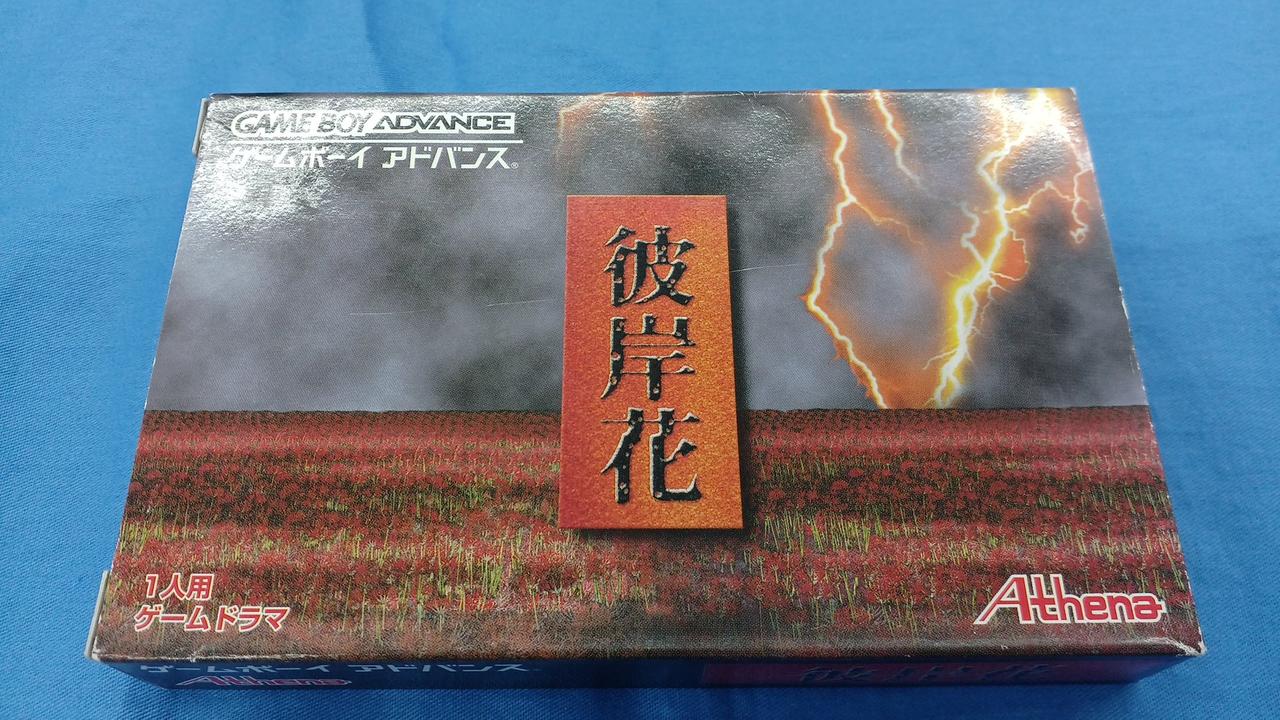 GAME BOY ADVANCE
ゲームボーイ アドバンス®
彼岸花
1人用
ゲームドラマ
Athena
ゲームボーイ アドバンス
Athena
彼岸花